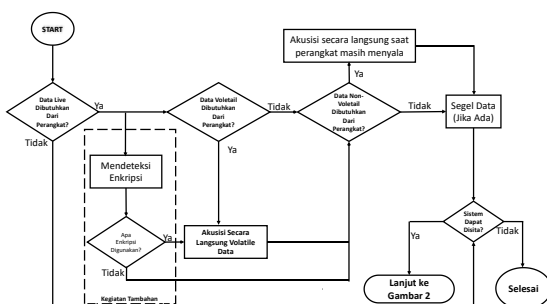 START
Data Live
Dibutuhkan
Dari
Perangkat?
Ya
Tidak
Data Voletail
Dibutuhkan
Dari
Perangkat?
Tidak
Ya
Data Non-
Voletail
Dibutuhkan
Dari
Perangkat?
Ya
Tidak
Akusisi secara langsung saat
perangkat masih menyala
Segel Data
(Jika Ada)
Mendeteksi
Enkripsi
Apa
Enkripsi
Digunakan?
Ya
Tidak
Akusisi Secara
Langsung Volatile
Data
Kegiatan Tambahan
Sistem
Dapat
Disita?
Ya
Tidak
Lanjut ke
Gambar 2
Selesai